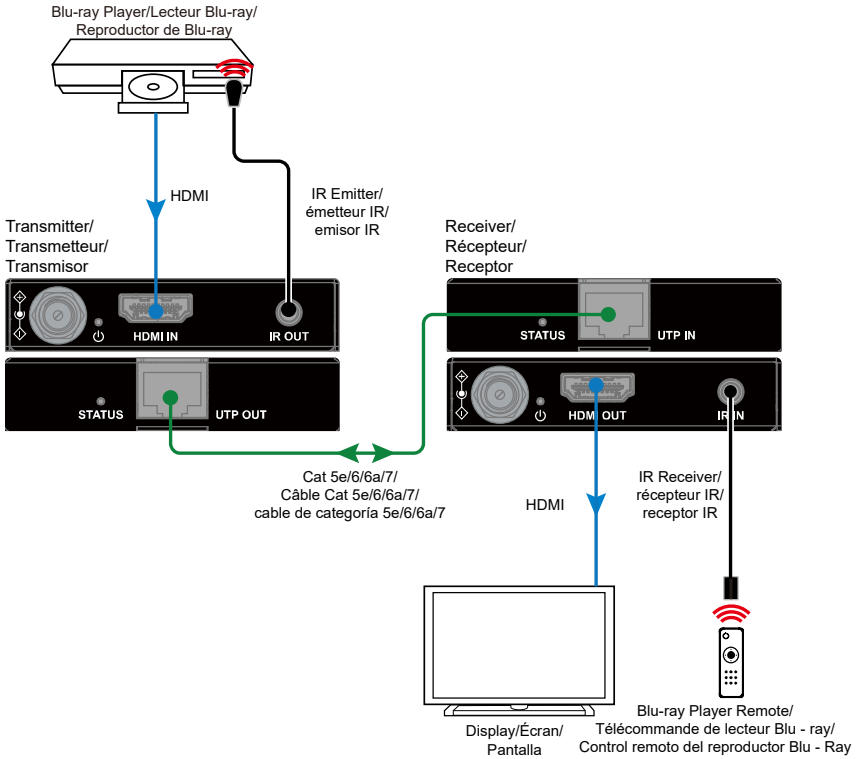 Blu-ray Player/Lecteur Blu-ray/
Reproductor de Blu-ray
HDMI
IR Emitter/
émetteur IR/
emisor IR
Transmitter/
Transmetteur/
Transmisor
HDMI IN
IR OUT
STATUS
UTP OUT
Receiver/
Récepteur/
Receptor
STATUS
UTP IN
HDMI OUT
IR IN
Cat 5e/6/6a/7/
Câble Cat 5e/6/6a/7/
cable de categoría 5e/6/6a/7
HDMI
IR Receiver/
récepteur IR/
receptor IR
Display/Écran/
Pantalla
Blu-ray Player Remote/
Télécommande de lecteur Blu - ray/
Control remoto del reproductor Blu - Ray